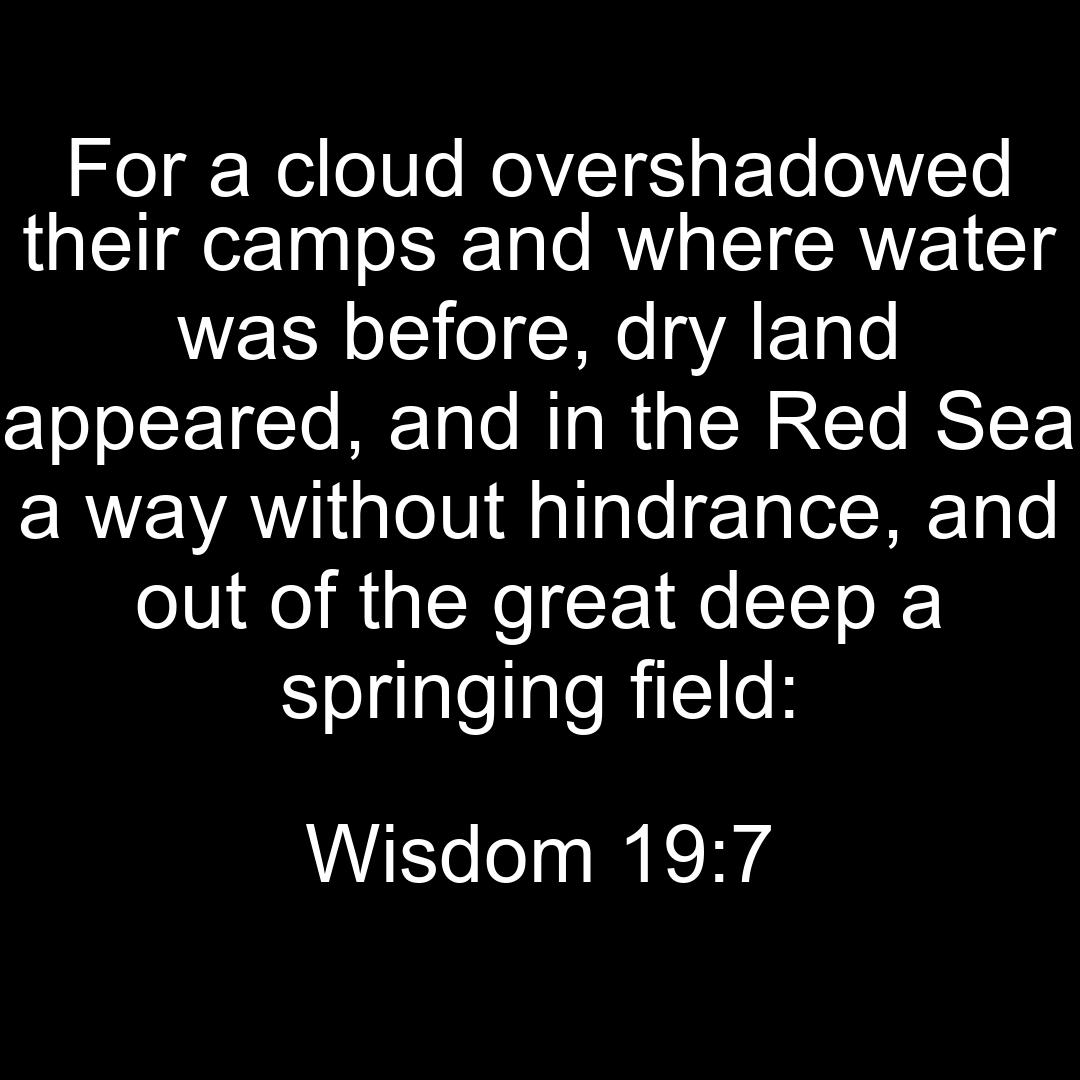 For a cloud overshadowed
their camps and where water
was before, dry land
appeared, and in the Red Sea
a way without hindrance, and
out of the great deep a
springing field:
Wisdom 19:7